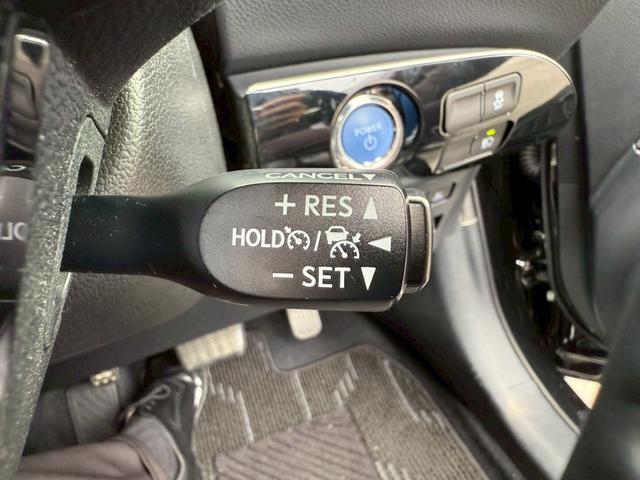 POWER
CANCEL▼
+ RES ▲
HOLD / ◀
− SET ▼